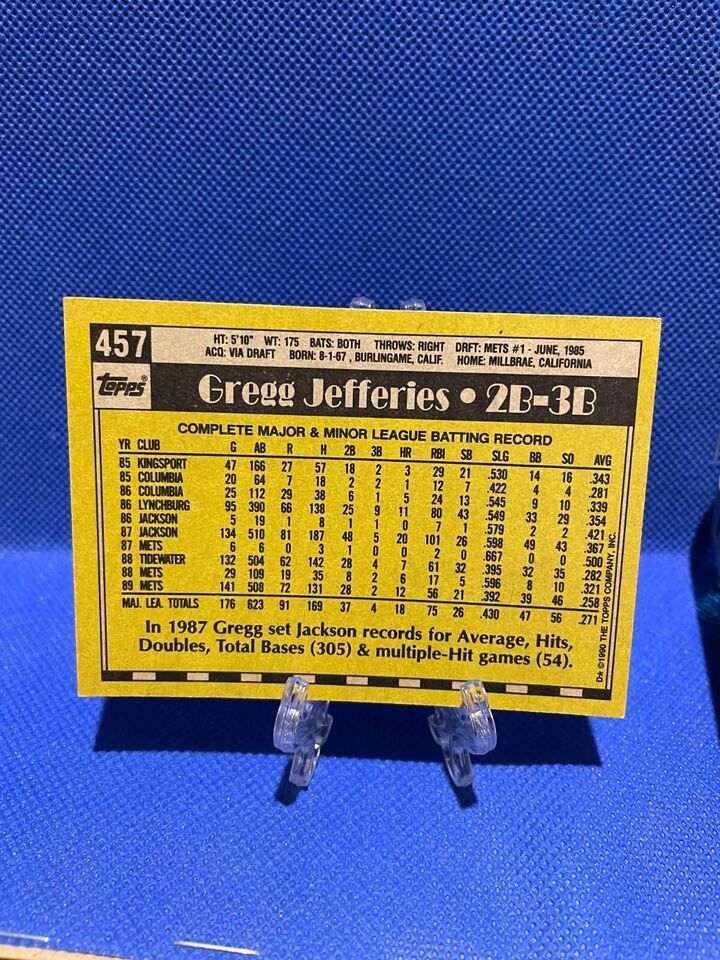 457
HT: 5'10" WT: 175 BATS: BOTH THROWS: RIGHT DRFT: METS #1 - JUNE, 1985
ACQ: VIA DRAFT BORN: 8-1-67 , BURLINGAME, CALIF. HOME: MILLBRAE, CALIFORNIA
topps®
Gregg Jefferies • 2B-3B
COMPLETE MAJOR & MINOR LEAGUE BATTING RECORD
YR CLUB G AB R H 2B 3B HR RBI SB SLG BB SO AVG
85 KINGSPORT 47 166 27 57 18 2 3 29 21 .530 14 16 .343
85 COLUMBIA 20 64 7 18 2 2 1 12 7 .422 4 4 .281
86 COLUMBIA 25 112 29 38 6 1 5 24 13 .545 9 10 .339
86 LYNCHBURG 95 390 66 138 25 9 11 80 43 .549 33 29 .354
86 JACKSON 5 19 1 8 1 1 0 7 1 .579 2 2 .421
87 JACKSON 134 510 81 187 48 5 20 101 26 .598 49 43 .367
87 METS 6 6 0 3 1 0 0 2 0 .667 0 0 .500
88 TIDEWATER 132 504 62 142 28 4 7 61 32 .395 32 35 .282
88 METS 29 109 19 35 8 2 6 17 5 .596 8 10 .321
89 METS 141 508 72 131 28 2 12 56 21 .392 39 46 .258
MAJ. LEA. TOTALS 176 623 91 169 37 4 18 75 26 .430 47 56 .271
In 1987 Gregg set Jackson records for Average, Hits,
Doubles, Total Bases (305) & multiple-Hit games (54).
D* ©1990 THE TOPPS COMPANY, INC.